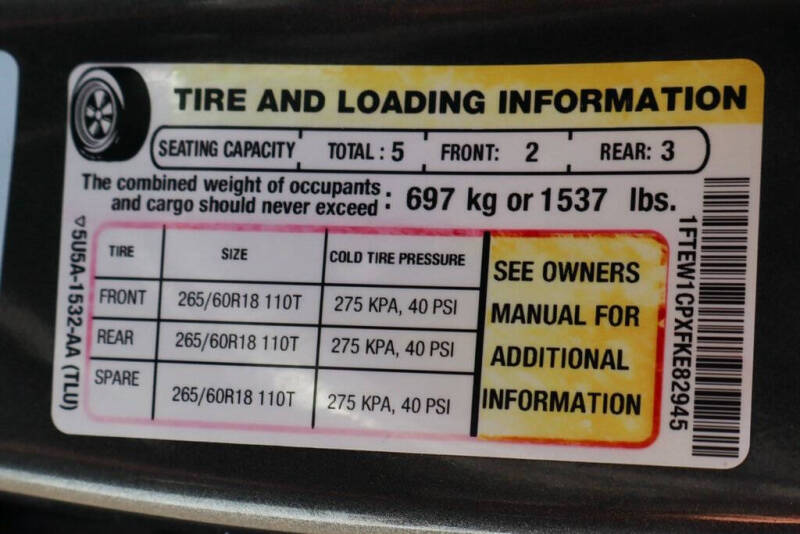 TIRE AND LOADING INFORMATION
SEATING CAPACITY TOTAL : 5 FRONT: 2 REAR: 3
The combined weight of occupants
and cargo should never exceed : 697 kg or 1537 lbs.
TIRE SIZE COLD TIRE PRESSURE
FRONT 265/60R18 110T 275 KPA, 40 PSI
REAR 265/60R18 110T 275 KPA, 40 PSI
SPARE 265/60R18 110T 275 KPA, 40 PSI
SEE OWNERS
MANUAL FOR
ADDITIONAL
INFORMATION
5U5A-1532-AA (TLU)
1FTEW1CPXFKE82945